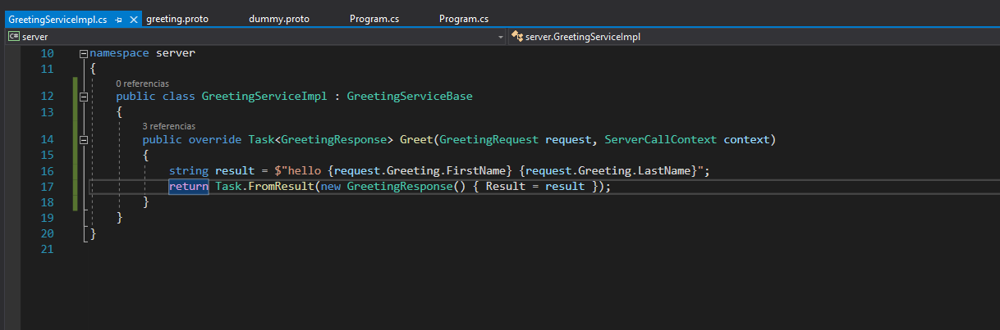 GreetingServiceImpl.cs greeting.proto dummy.proto Program.cs Program.cs
C# server server.GreetingServiceImpl
10 namespace server
11 {
0 referencias
12 public class GreetingServiceImpl : GreetingServiceBase
13 {
3 referencias
14 public override Task<GreetingResponse> Greet(GreetingRequest request, ServerCallContext context)
15 {
16 string result = $"hello {request.Greeting.FirstName} {request.Greeting.LastName}";
17 return Task.FromResult(new GreetingResponse() { Result = result });
18 }
19 }
20 }
21